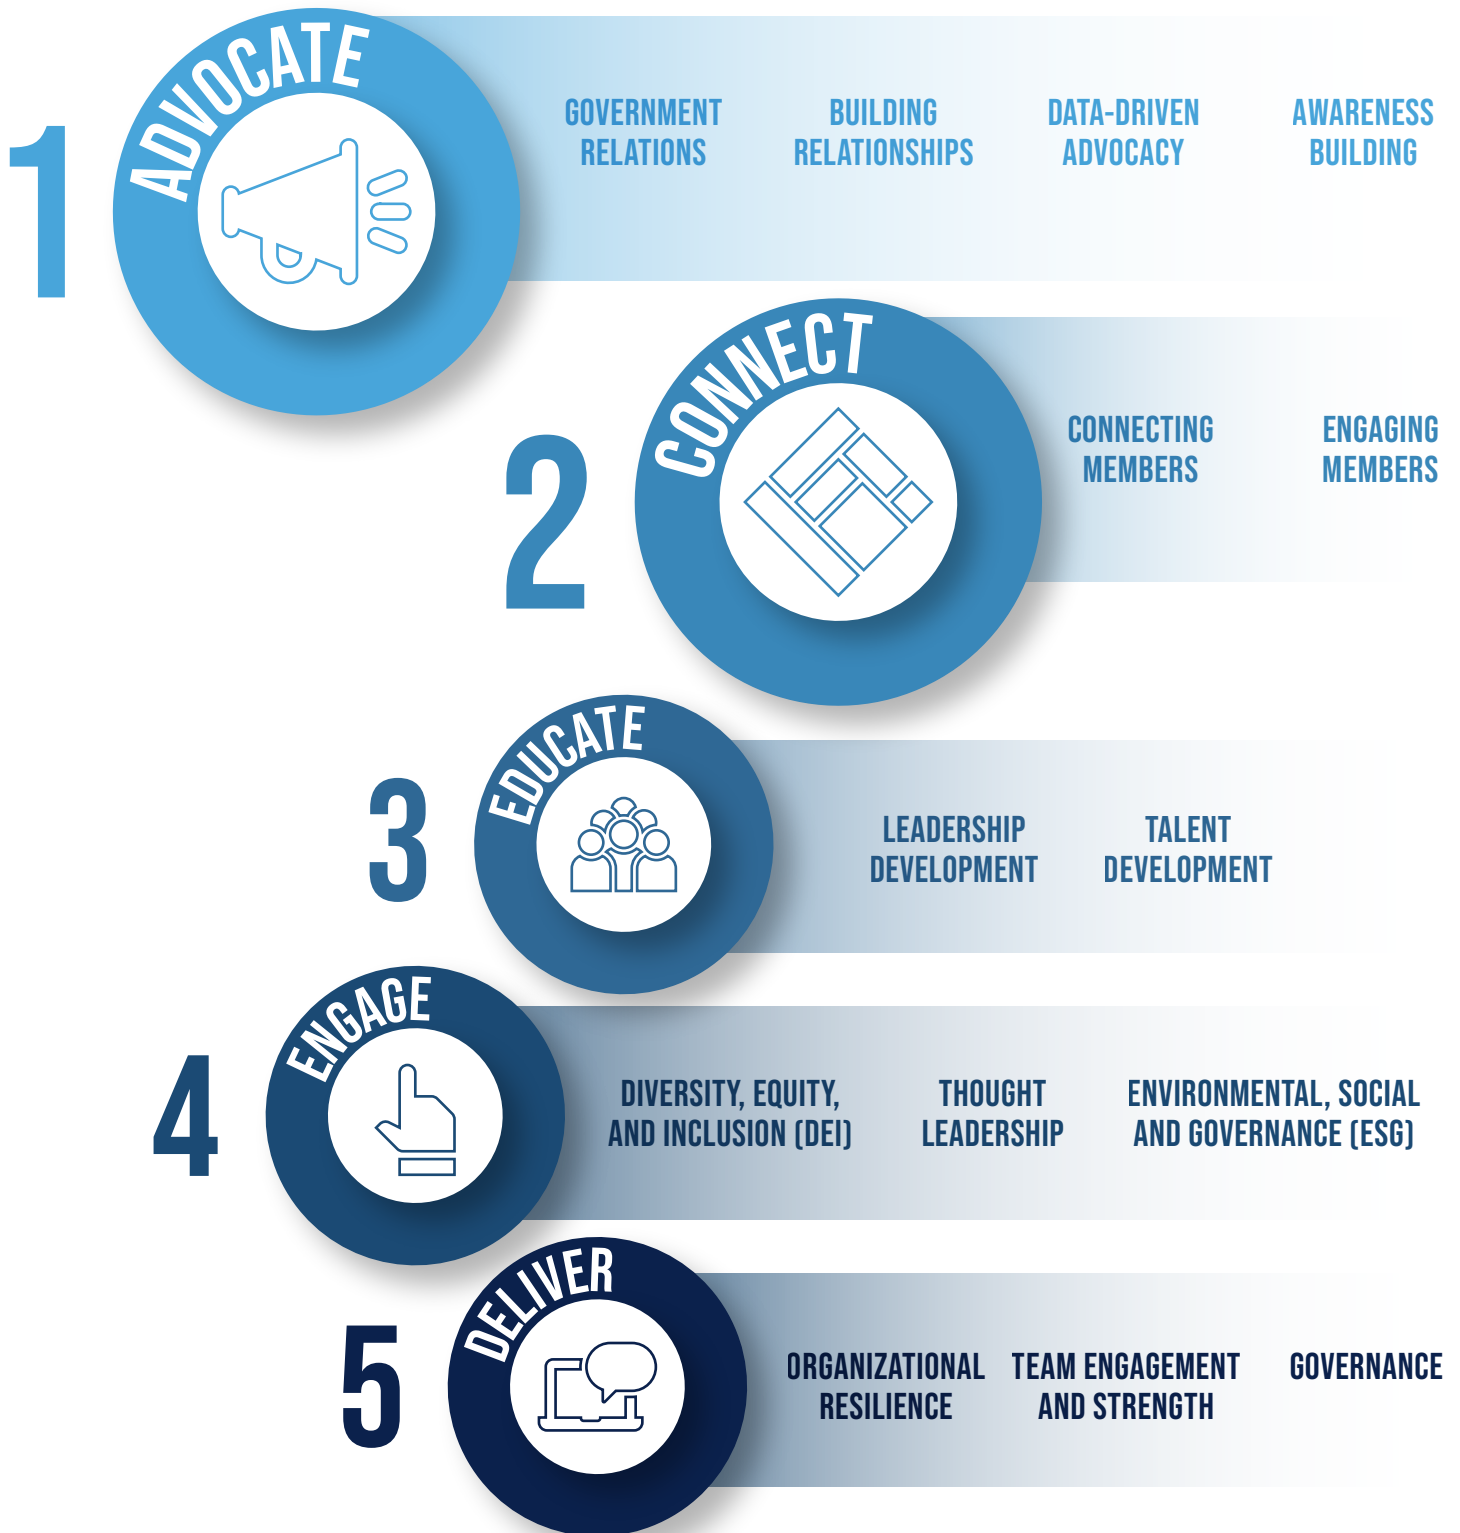 1
ADVOCATE
GOVERNMENT
RELATIONS
BUILDING
RELATIONSHIPS
DATA-DRIVEN
ADVOCACY
AWARENESS
BUILDING
2
CONNECT
CONNECTING
MEMBERS
ENGAGING
MEMBERS
3
EDUCATE
LEADERSHIP
DEVELOPMENT
TALENT
DEVELOPMENT
4
ENGAGE
DIVERSITY, EQUITY,
AND INCLUSION (DEI)
THOUGHT
LEADERSHIP
ENVIRONMENTAL, SOCIAL
AND GOVERNANCE (ESG)
5
DELIVER
ORGANIZATIONAL
RESILIENCE
TEAM ENGAGEMENT
AND STRENGTH
GOVERNANCE